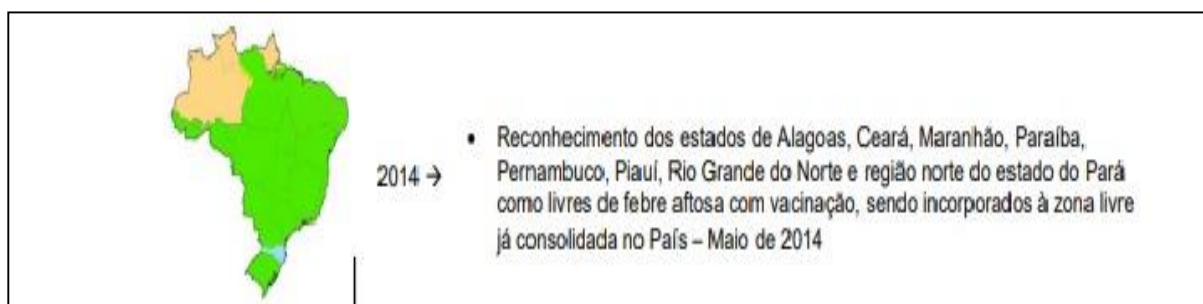 2014 →
• Reconhecimento dos estados de Alagoas, Ceará, Maranhão, Paraíba,
Pernambuco, Piauí, Rio Grande do Norte e região norte do estado do Pará
como livres de febre aftosa com vacinação, sendo incorporados à zona livre
já consolidada no País – Maio de 2014